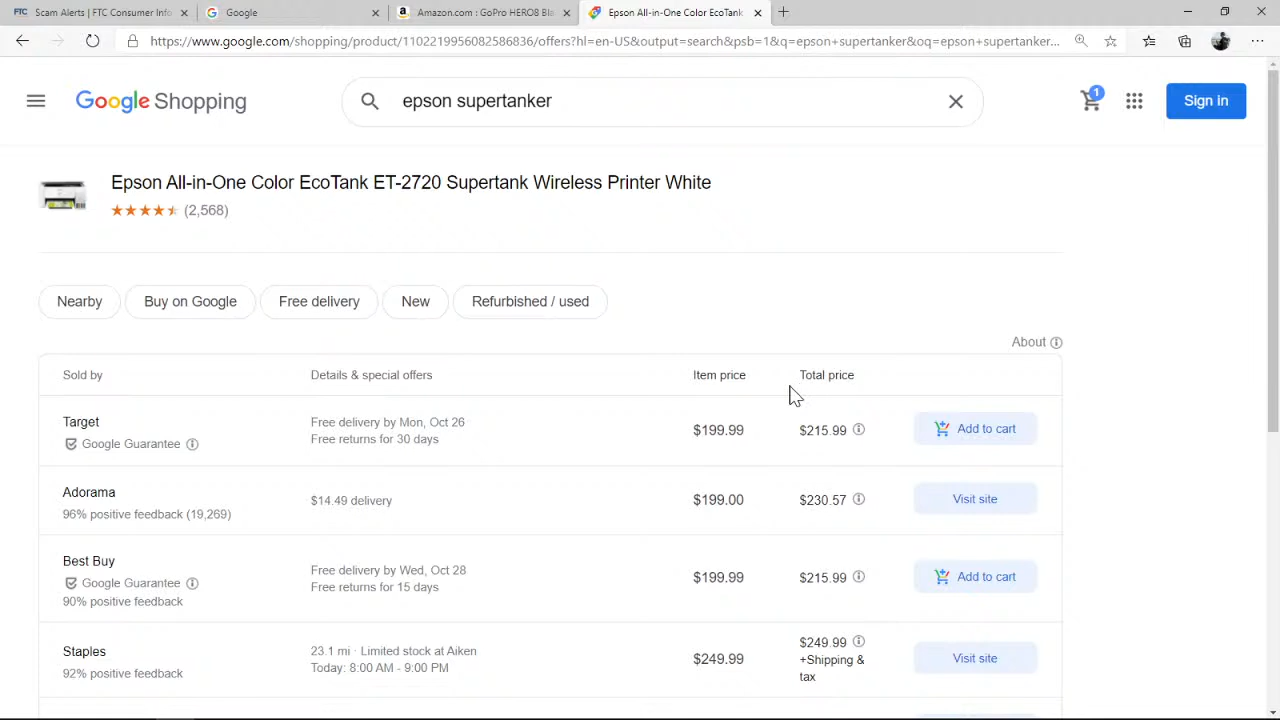 Scam Alerts | FTC Consumer Info
Google
Amazon.com : GoPro HERO8 Bla
Epson All-in-One Color EcoTank
https://www.google.com/shopping/product/1102219956082586836/offers?hl=en-US&output=search&psb=1&q=epson+supertanker&oq=epson+supertanker...
Google Shopping
epson supertanker
1
Sign in
Epson All-in-One Color EcoTank ET-2720 Supertank Wireless Printer White
(2,568)
Nearby
Buy on Google
Free delivery
New
Refurbished / used
About
Sold by
Details & special offers
Item price
Total price
Target
Google Guarantee
Free delivery by Mon, Oct 26
Free returns for 30 days
$199.99
$215.99
Add to cart
Adorama
96% positive feedback (19,269)
$14.49 delivery
$199.00
$230.57
Visit site
Best Buy
Google Guarantee
90% positive feedback
Free delivery by Wed, Oct 28
Free returns for 15 days
$199.99
$215.99
Add to cart
Staples
92% positive feedback
23.1 mi · Limited stock at Aiken
Today: 8:00 AM - 9:00 PM
$249.99
$249.99
+Shipping &
tax
Visit site